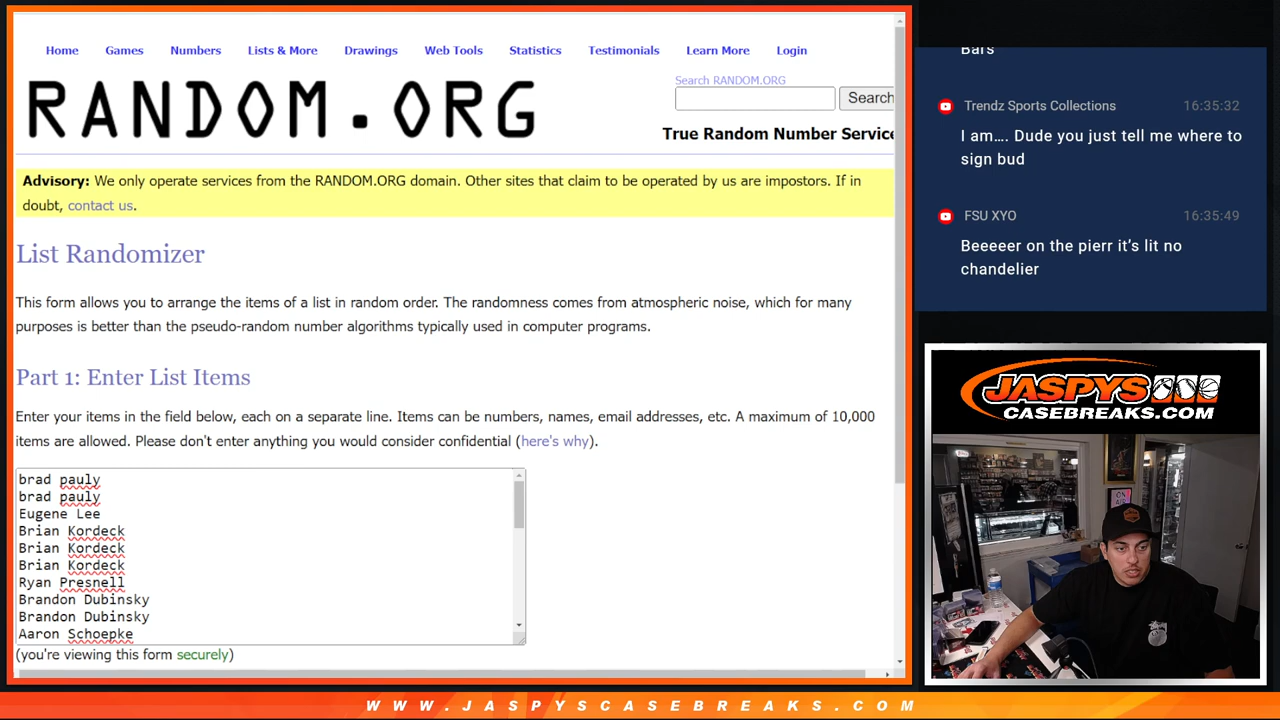 Home Games Numbers Lists & More Drawings Web Tools Statistics Testimonials Learn More Login
RANDOM.ORG
Search RANDOM.ORG
Search
True Random Number Service
Advisory: We only operate services from the RANDOM.ORG domain. Other sites that claim to be operated by us are impostors. If in
doubt, contact us.
List Randomizer
This form allows you to arrange the items of a list in random order. The randomness comes from atmospheric noise, which for many
purposes is better than the pseudo-random number algorithms typically used in computer programs.
Part 1: Enter List Items
Enter your items in the field below, each on a separate line. Items can be numbers, names, email addresses, etc. A maximum of 10,000
items are allowed. Please don't enter anything you would consider confidential (here's why).
brad pauly
brad pauly
Eugene Lee
Brian Kordeck
Brian Kordeck
Brian Kordeck
Ryan Presnell
Brandon Dubinsky
Brandon Dubinsky
Aaron Schoepke
(you're viewing this form securely)
Bars
Trendz Sports Collections 16:35:32
I am.... Dude you just tell me where to
sign bud
FSU XYO 16:35:49
Beeeeer on the pierr it's lit no
chandelier
JASPYS
CASEBREAKS.COM
WWW.JASPYSCASEBREAKS.COM